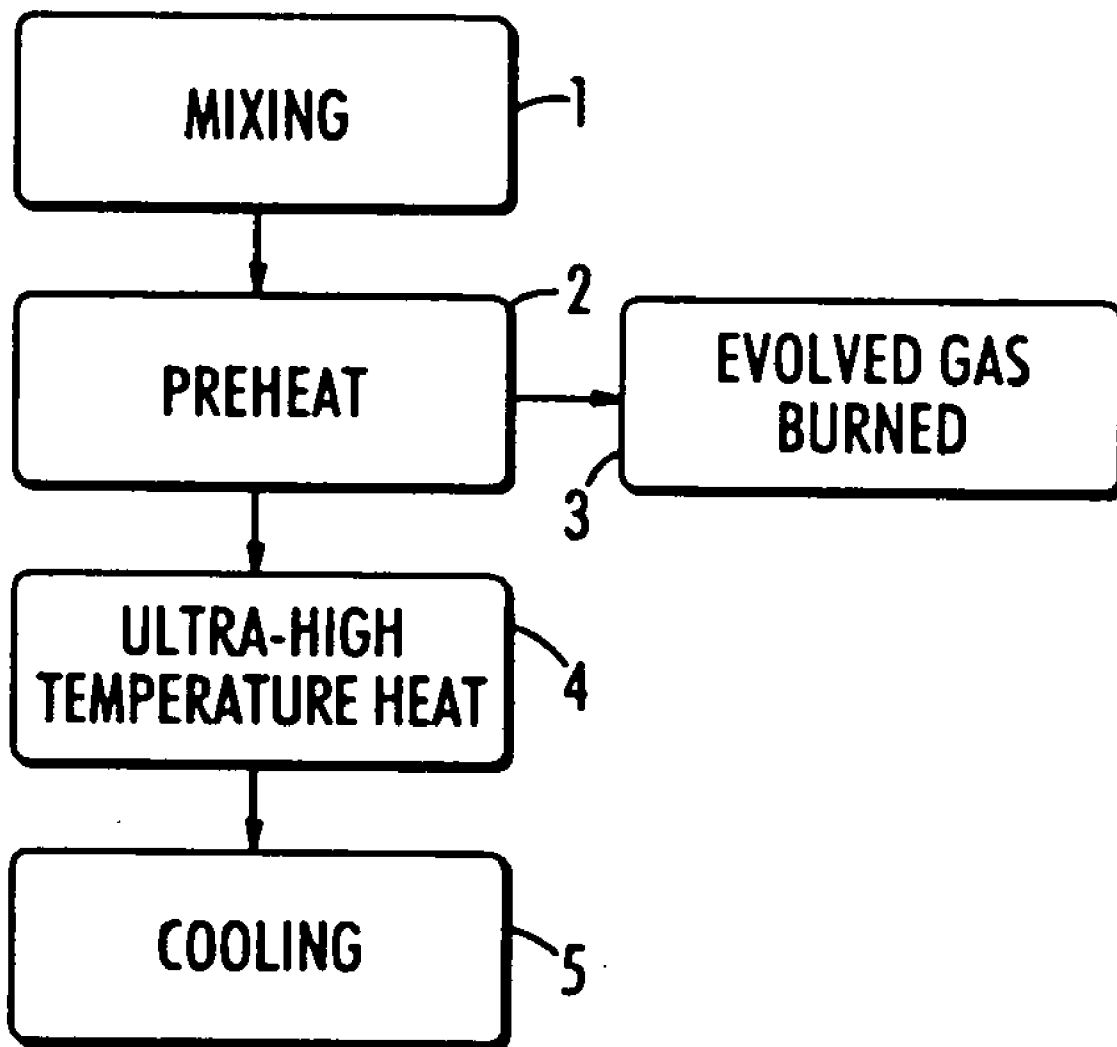 MIXING
1
PREHEAT
2
EVOLVED GAS
BURNED
3
ULTRA-HIGH
TEMPERATURE HEAT
4
COOLING
5